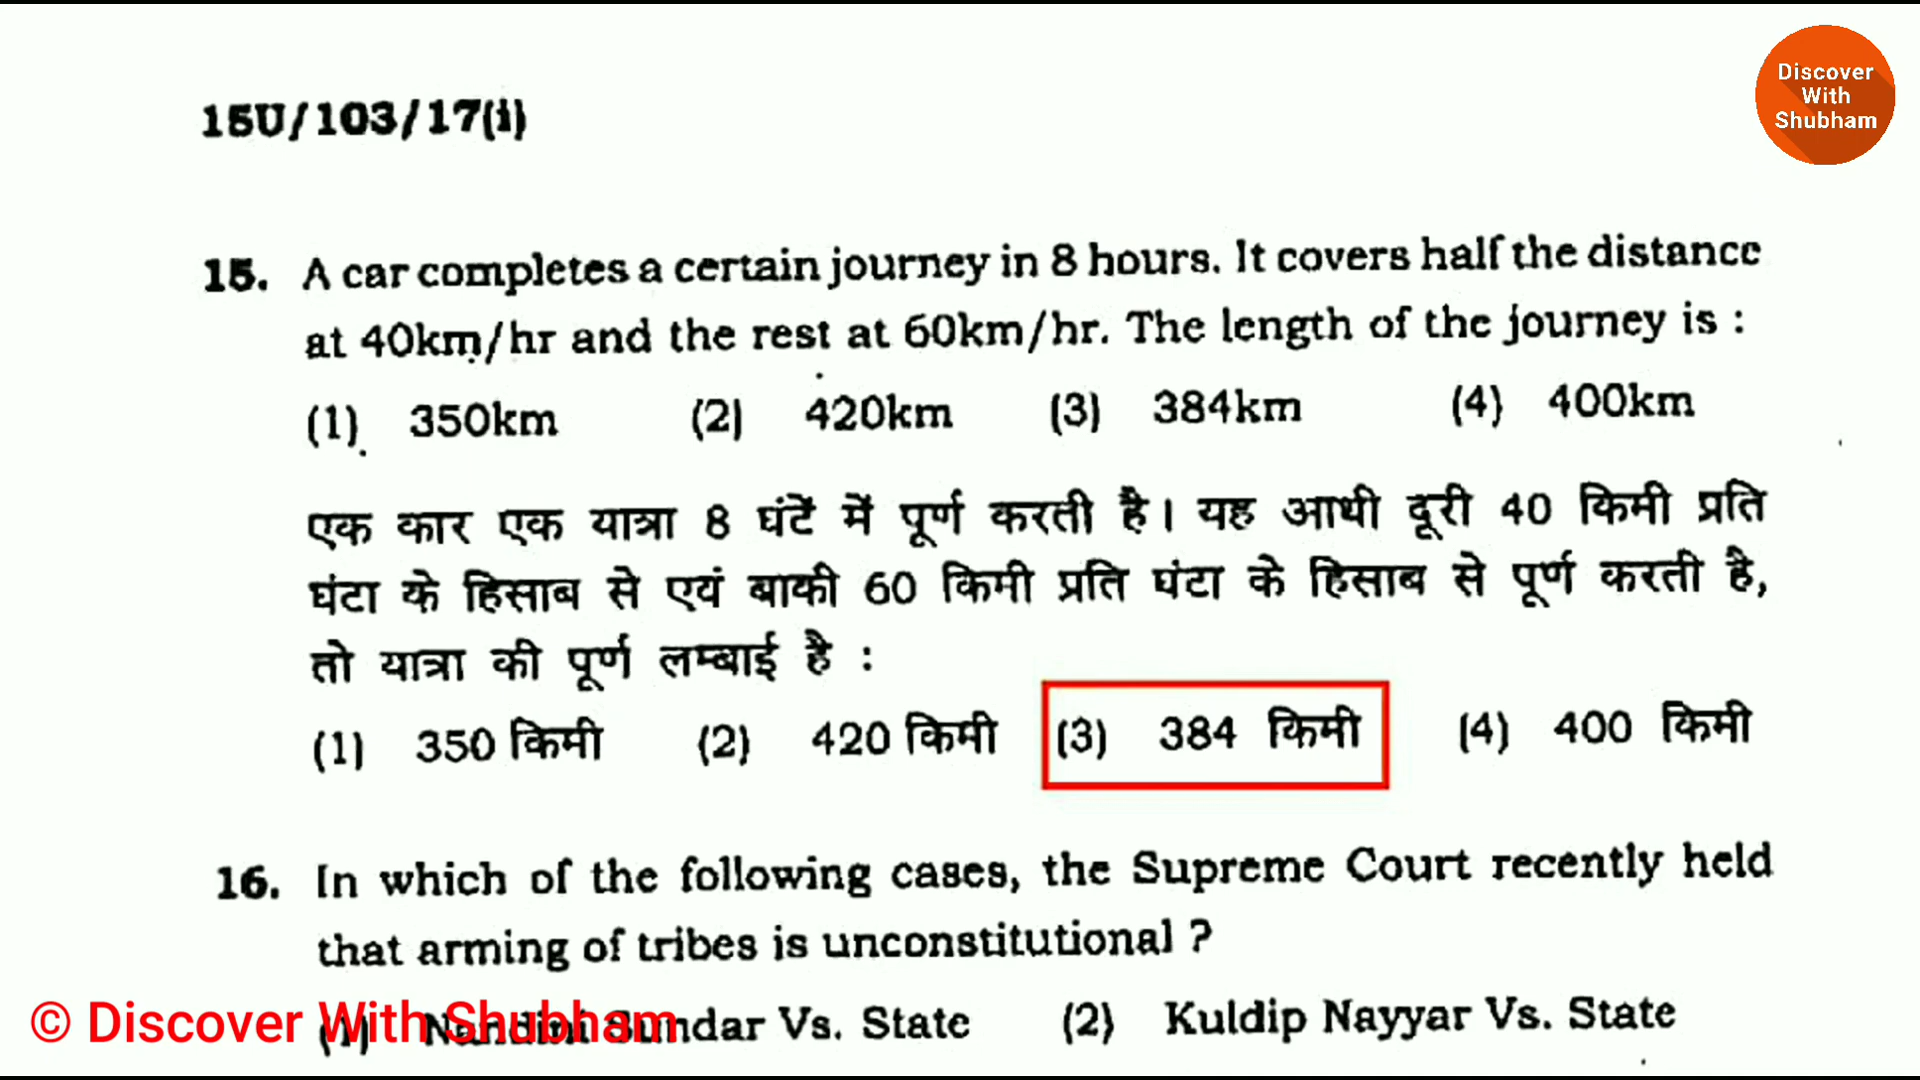 Discover
With
Shubham
15U/103/17(i)
15. A car completes a certain journey in 8 hours. It covers half the distance
at 40km/hr and the rest at 60km/hr. The length of the journey is :
(1) 350km (2) 420km (3) 384km (4) 400km
एक कार एक यात्रा 8 घंटें में पूर्ण करती है। यह आधी दूरी 40 किमी प्रति
घंटा के हिसाब से एवं बाकी 60 किमी प्रति घंटा के हिसाब से पूर्ण करती है,
तो यात्रा की पूर्ण लम्बाई है :
(1) 350 किमी (2) 420 किमी (3) 384 किमी (4) 400 किमी
16. In which of the following cases, the Supreme Court recently held
that arming of tribes is unconstitutional ?
(1) Nandini Sundar Vs. State (2) Kuldip Nayyar Vs. State
© Discover With Shubham